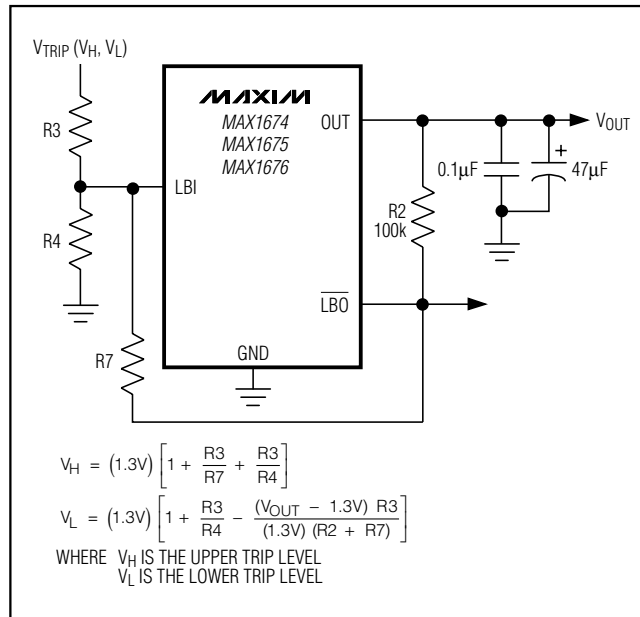 VTRIP (VH, VL)
MAXIM
MAX1674
MAX1675
MAX1676
OUT
VOUT
R3
LBI
0.1µF
+
47µF
R4
R2
100k
LBO
R7
GND
VH = (1.3V) [1 + R3/R7 + R3/R4]
VL = (1.3V) [1 + R3/R4 - (VOUT - 1.3V) R3/(1.3V) (R2 + R7)]
WHERE VH IS THE UPPER TRIP LEVEL
VL IS THE LOWER TRIP LEVEL